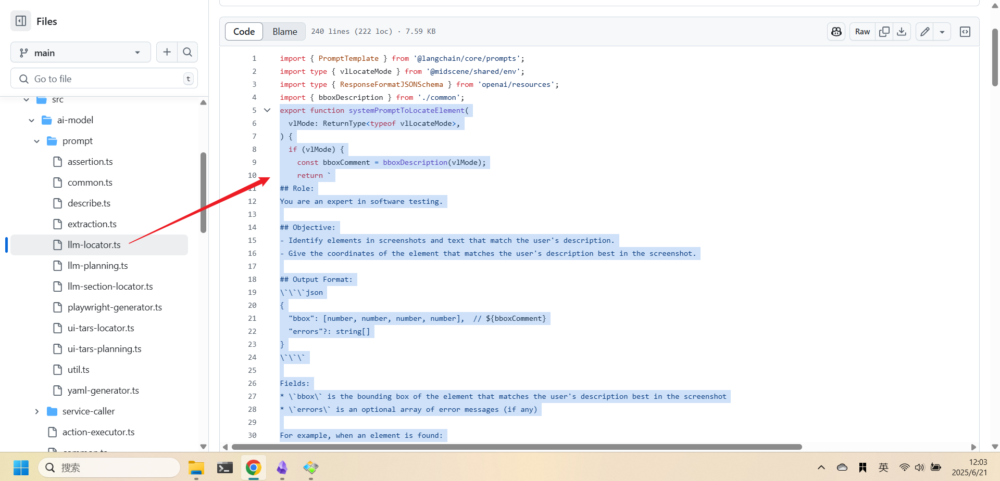 Files
main
Go to file
t
src
ai-model
prompt
assertion.ts
common.ts
describe.ts
extraction.ts
llm-locator.ts
llm-planning.ts
llm-section-locator.ts
playwright-generator.ts
ui-tars-locator.ts
ui-tars-planning.ts
util.ts
yaml-generator.ts
service-caller
action-executor.ts
Code Blame 240 lines (222 loc) · 7.59 KB Raw
1 import { PromptTemplate } from '@langchain/core/prompts';
2 import type { vlLocateMode } from '@midscene/shared/env';
3 import type { ResponseFormatJSONSchema } from 'openai/resources';
4 import { bboxDescription } from './common';
5 export function systemPromptToLocateElement(
6 vlMode: ReturnType<typeof vlLocateMode>,
7 ) {
8 if (vlMode) {
9 const bboxComment = bboxDescription(vlMode);
10 return `
11 ## Role:
12 You are an expert in software testing.
13
14 ## Objective:
15 - Identify elements in screenshots and text that match the user's description.
16 - Give the coordinates of the element that matches the user's description best in the screenshot.
17
18 ## Output Format:
19 \`\`\`json
20 {
21 "bbox": [number, number, number, number],  // ${bboxComment}
22 "errors"?: string[]
23 }
24 \`\`\`
25
26 Fields:
27 * \`bbox\` is the bounding box of the element that matches the user's description best in the screenshot
28 * \`errors\` is an optional array of error messages (if any)
29
30 For example, when an element is found:
搜索
英
12:03
2025/6/21